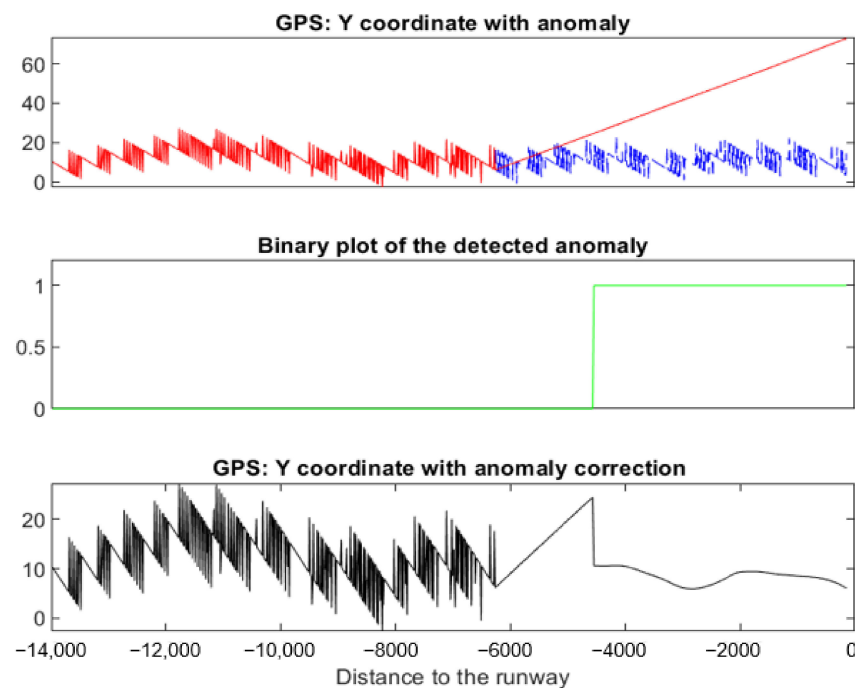 GPS: Y coordinate with anomaly
60
40
20
0
Binary plot of the detected anomaly
1
0.5
0
GPS: Y coordinate with anomaly correction
20
10
0
−14,000 −12,000 −10,000 −8000 −6000 −4000 −2000 0
Distance to the runway